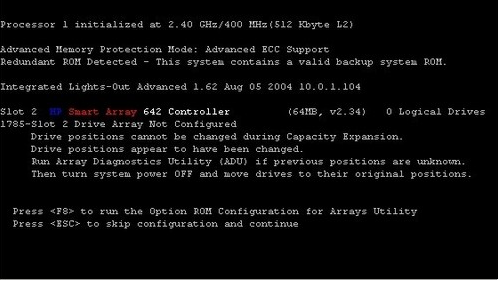 Processor 1 initialized at 2.40 GHz/400 MHz(512 Kbyte L2)
Advanced Memory Protection Mode: Advanced ECC Support
Redundant ROM Detected - This system contains a valid backup system ROM.
Integrated Lights-Out Advanced 1.62 Aug 05 2004 10.0.1.104
Slot 2 HP Smart Array 642 Controller (64MB, v2.34) 0 Logical Drives
1785-Slot 2 Drive Array Not Configured
Drive positions cannot be changed during Capacity Expansion.
Drive positions appear to have been changed.
Run Array Diagnostics Utility (ADU) if previous positions are unknown.
Then turn system power OFF and move drives to their original positions.
Press <F8> to run the Option ROM Configuration for Arrays Utility
Press <ESC> to skip configuration and continue